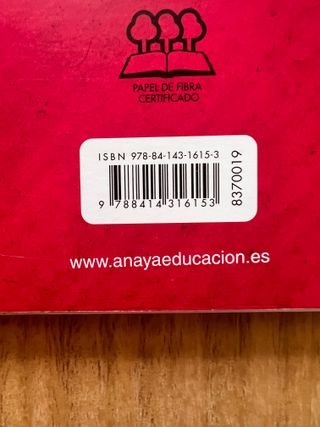 PAPEL DE FIBRA
CERTIFICADO
ISBN 978-84-143-1615-3
9 788414 316153
8370019
www.anayaeducacion.es